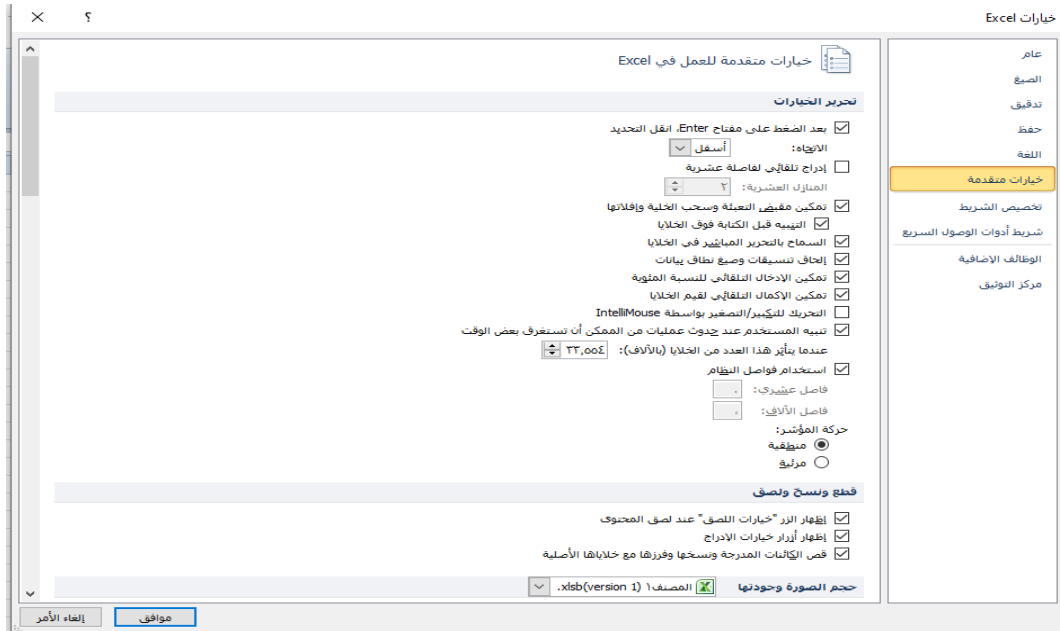 خيارات Excel
؟
عام
الصيغ
تدقيق
حفظ
اللغة
خيارات متقدمة
تخصيص الشريط
شريط أدوات الوصول السريع
الوظائف الإضافية
مركز التوثيق
خيارات متقدمة للعمل في Excel
تحرير الخيارات
بعد الضغط على مفتاح Enter، انقل التحديد
الاتجاه: أسفل
إدراج تلقائي لفاصلة عشرية
المنازل العشرية: ٢
تمكين مقبض التعبئة وسحب الخلية وإفلاتها
التنبيه قبل الكتابة فوق الخلايا
السماح بالتحرير المباشر في الخلايا
إلحاق تنسيقات وصيغ نطاق بيانات
تمكين الإدخال التلقائي للنسبة المئوية
تمكين الإكمال التلقائي لقيم الخلايا
التحريك للتكبير/التصغير بواسطة IntelliMouse
تنبيه المستخدم عند حدوث عمليات من الممكن أن تستغرق بعض الوقت
عندما يتأثر هذا العدد من الخلايا (بالآلاف): ٣٣,٥٥٤
استخدام فواصل النظام
فاصل عشري: .
فاصل الآلاف: ,
حركة المؤشر:
منطقية
مرئية
قطع ونسخ ولصق
إظهار الزر "خيارات اللصق" عند لصق المحتوى
إظهار أزرار خيارات الإدراج
قص الكائنات المدرجة ونسخها وفرزها مع خلاياها الأصلية
حجم الصورة وجودتها المصنف١ (version 1).xlsb
موافق
إلغاء الأمر